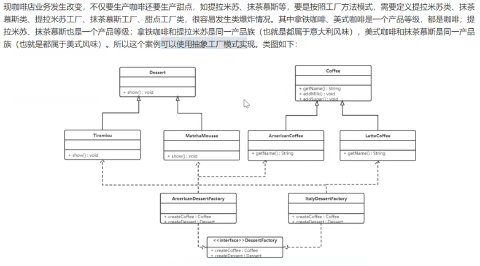 现咖啡店业务发生改变，不仅要生产咖啡还要生产甜点，如提拉米苏、抹茶慕斯等，要是按照工厂方法模式，需要定义提拉米苏类、抹茶
慕斯类、提拉米苏工厂、抹茶慕斯工厂、甜点工厂类，很容易发生类爆炸情况。其中拿铁咖啡、美式咖啡是一个产品等级，都是咖啡；提
拉米苏、抹茶慕斯也是一个产品等级；拿铁咖啡和提拉米苏是同一产品族（也就是都属于意大利风味），美式咖啡和抹茶慕斯是同一产品
族（也就是都属于美式风味）。所以这个案例可以使用抽象工厂模式实现。类图如下：
Dessert
+ show() : void
Coffee
+ getName() : String
+ addMilk() : void
+ addSugar() : void
Tiramisu
+ show() : void
MatchaMousse
+ show() : void
AmericanCoffee
+ getName() : String
LatteCoffee
+ getName() : String
AmericanDessertFactory
+ createCoffee : Coffee
+ createDessert : Dessert
ItalyDessertFactory
+ createCoffee : Coffee
+ createDessert : Dessert
<<interface>>DessertFactory
+ createCoffee : Coffee
+ createDessert : Dessert